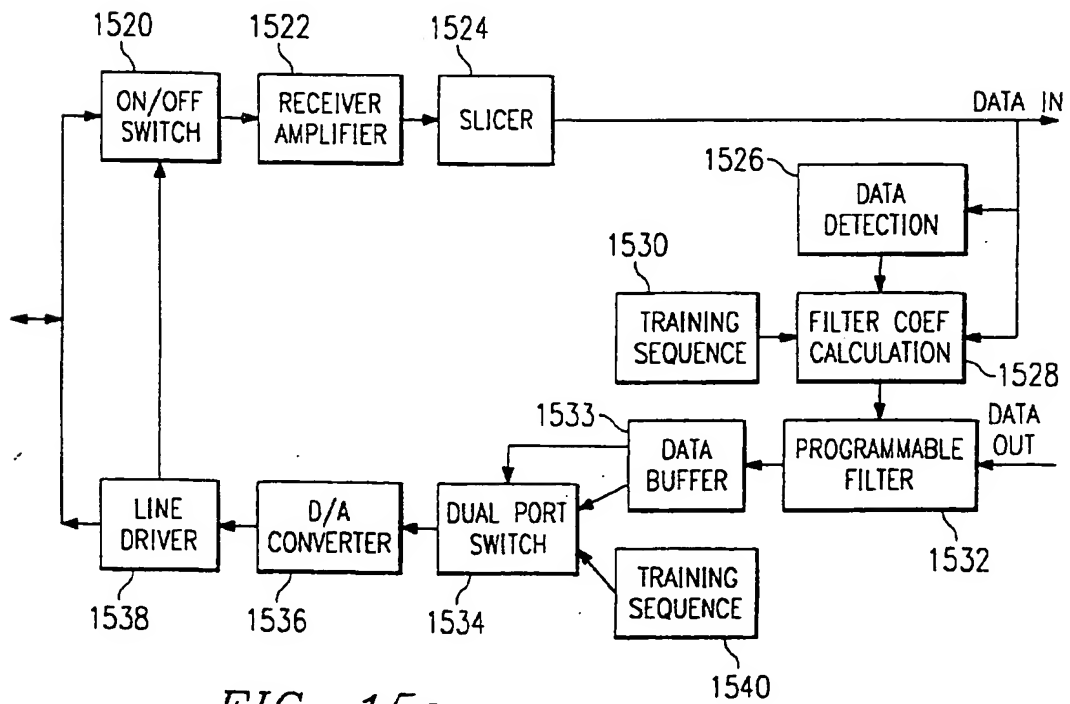 1520
1522
1524
ON/OFF
SWITCH
RECEIVER
AMPLIFIER
SLICER
DATA IN
1526
DATA
DETECTION
1530
TRAINING
SEQUENCE
FILTER COEF
CALCULATION
1528
1533
DATA
BUFFER
PROGRAMMABLE
FILTER
DATA
OUT
1532
LINE
DRIVER
D/A
CONVERTER
DUAL PORT
SWITCH
1538
1536
1534
TRAINING
SEQUENCE
1540
FIG. 15